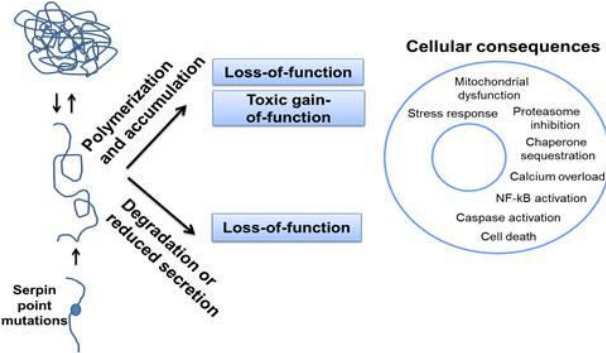 Cellular consequences
Polymerization
and accumulation
Loss-of-function
Toxic gain-
of-function
Mitochondrial
dysfunction
Stress response
Proteasome
inhibition
Chaperone
sequestration
Calcium overload
NF-kB activation
Caspase activation
Cell death
Degradation or
reduced secretion
Loss-of-function
Serpin
point
mutations